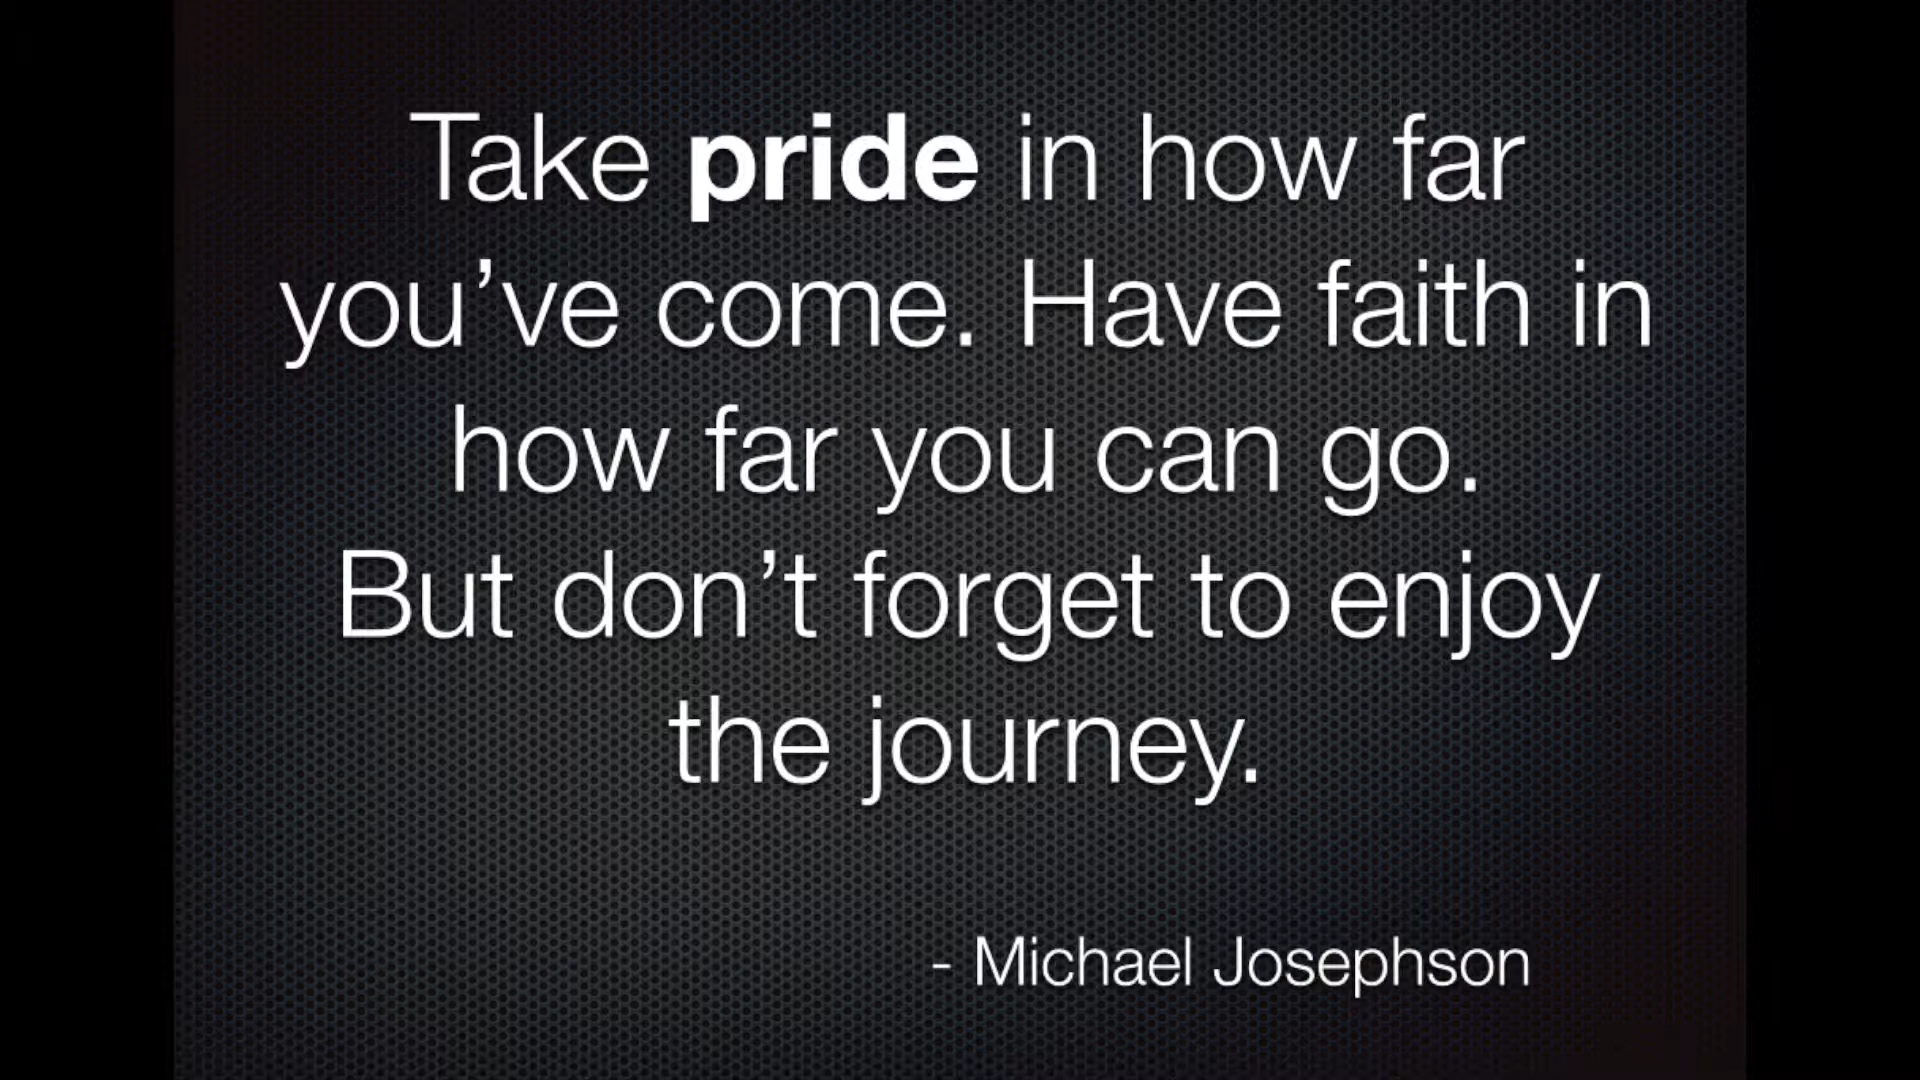 Take pride in how far
you’ve come. Have faith in
how far you can go.
But don’t forget to enjoy
the journey.
- Michael Josephson